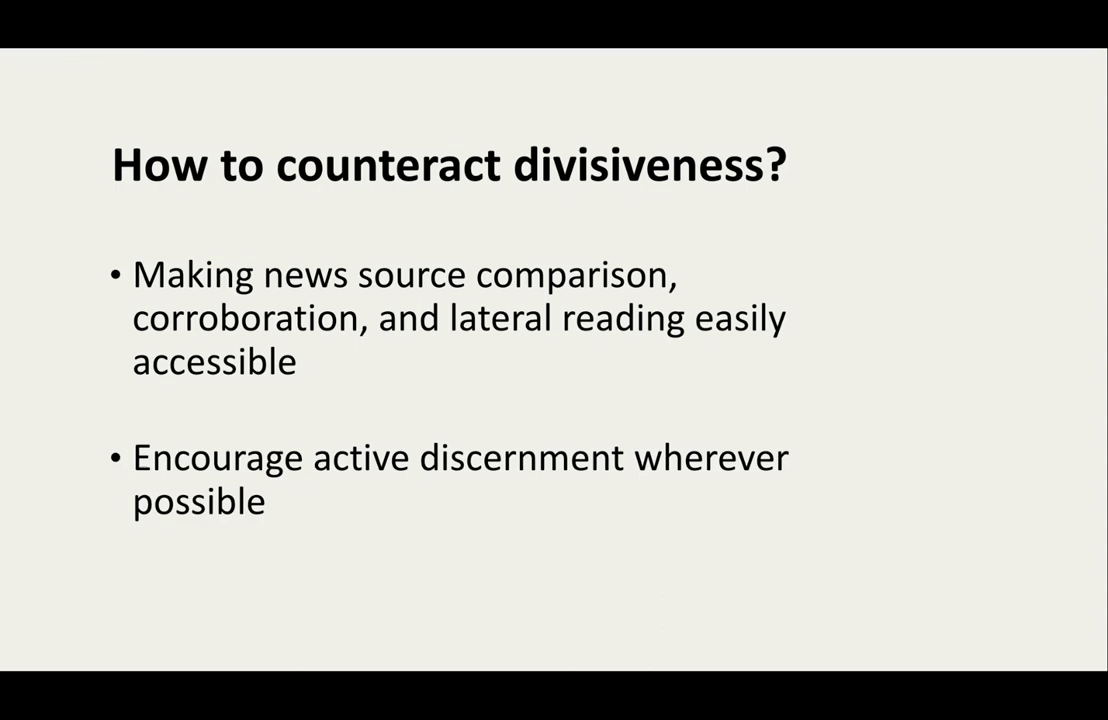 How to counteract divisiveness?
• Making news source comparison,
corroboration, and lateral reading easily
accessible
• Encourage active discernment wherever
possible